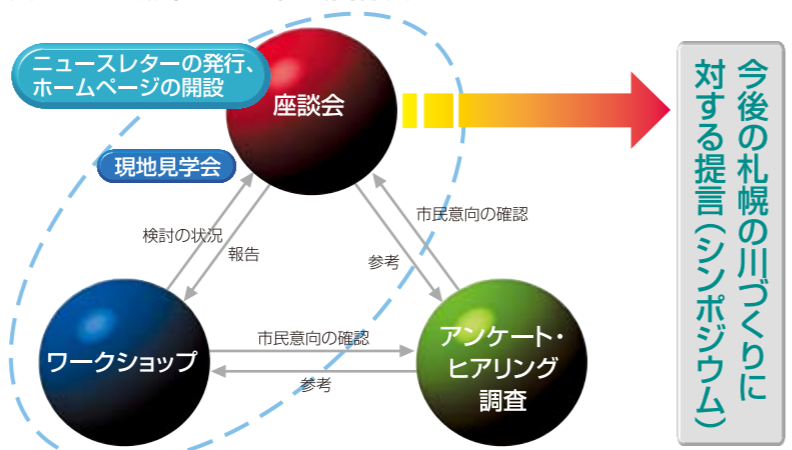 ニュースレターの発行、
ホームページの開設
座談会
現地見学会
検討の状況
報告
市民意向の確認
参考
ワークショップ
市民意向の確認
参考
アンケート・
ヒアリング
調査
今後の札幌の川づくりに
対する提言(シンポジウム)